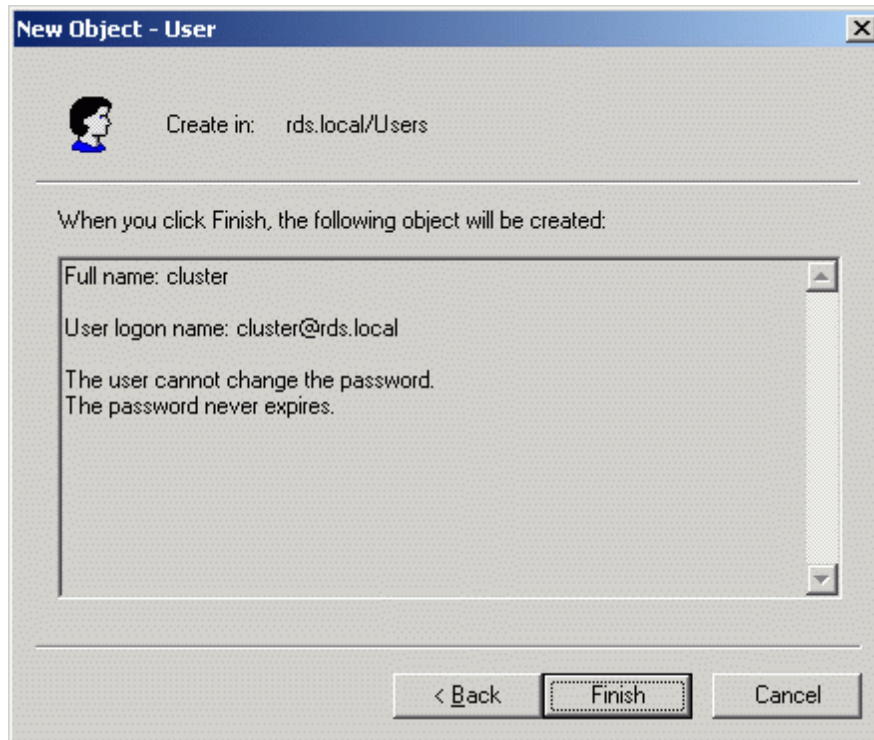 New Object - User
Create in: rds.local/Users
When you click Finish, the following object will be created:
Full name: cluster
User logon name: cluster@rds.local
The user cannot change the password.
The password never expires.
< Back Finish Cancel